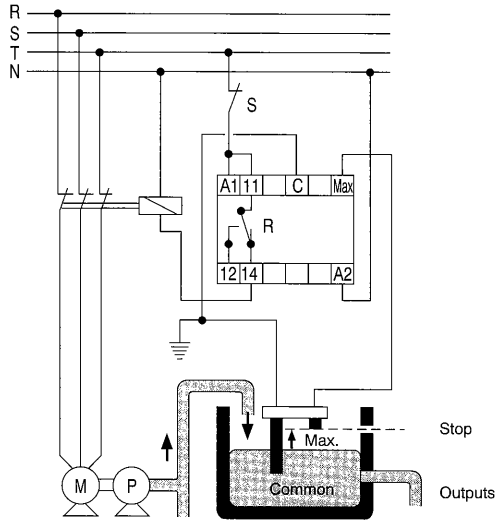 R
S
T
N
S
A1 11 C Max
R
12 14 A2
Stop
Max.
M P
Common
Outputs